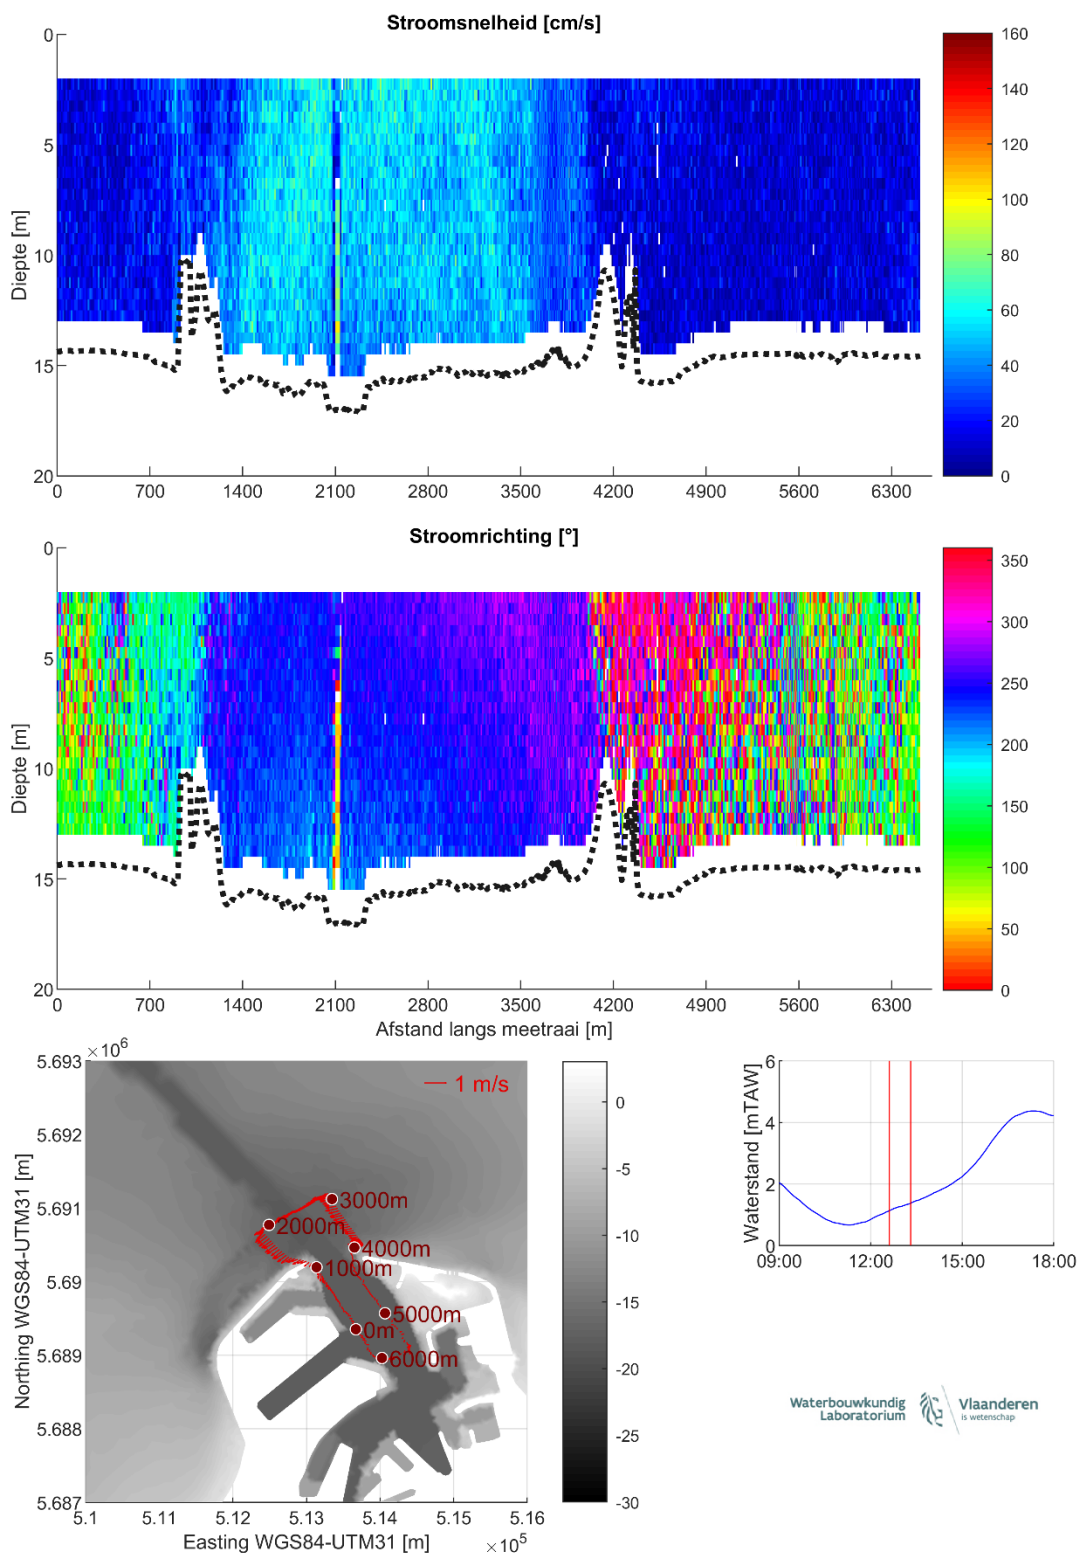 Stroomsnelheid [cm/s]
0
5
10
15
20
Diepte [m]
0 700 1400 2100 2800 3500 4200 4900 5600 6300
160
140
120
100
80
60
40
20
0
Stroomrichting [°]
0
5
10
15
20
Diepte [m]
0 700 1400 2100 2800 3500 4200 4900 5600 6300
Afstand langs meetraai [m]
350
300
250
200
150
100
50
0
×10⁶
5.693
5.692
5.691
5.69
5.689
5.688
5.687
Northing WGS84-UTM31 [m]
1 m/s
3000m
2000m
4000m
1000m
5000m
0m
6000m
5.1 5.11 5.12 5.13 5.14 5.15 5.16
Easting WGS84-UTM31 [m]
×10⁵
0
-5
-10
-15
-20
-25
-30
Waterstand [mTAW]
6
4
2
0
09:00 12:00 15:00 18:00
Waterbouwkundig
Laboratorium
Vlaanderen
is wetenschap